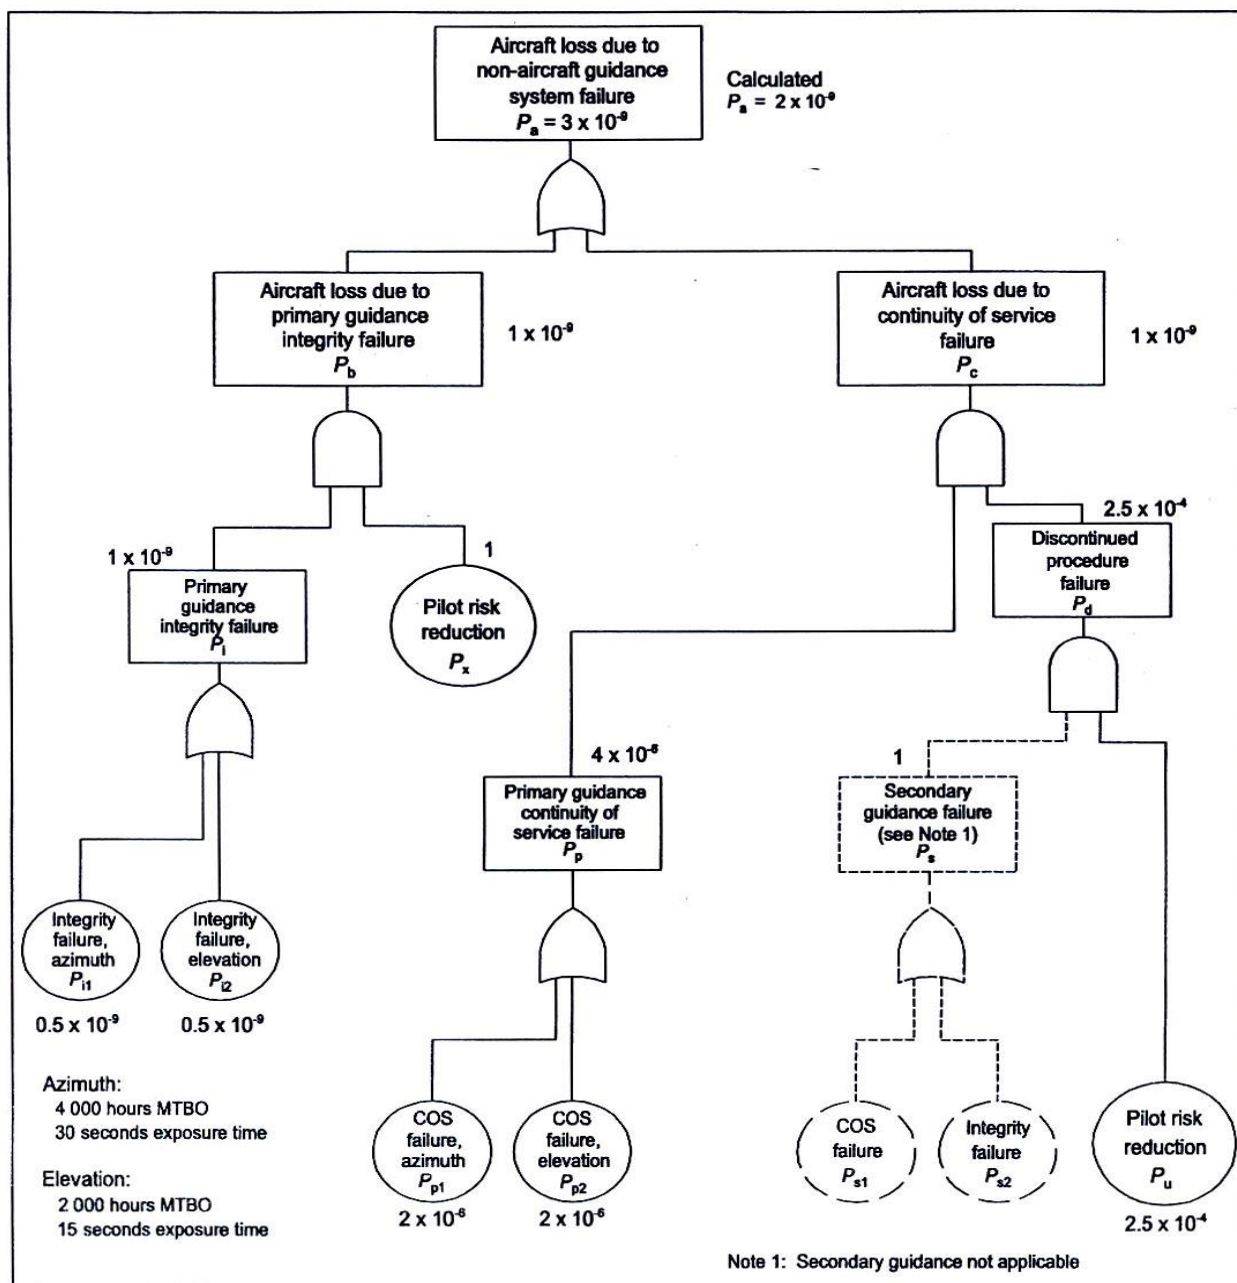 Aircraft loss due to
non-aircraft guidance
system failure
Pa = 3 x 10-9
Calculated
Pa = 2 x 10-9
Aircraft loss due to
primary guidance
integrity failure
Pb
1 x 10-9
Aircraft loss due to
continuity of service
failure
Pc
1 x 10-9
1 x 10-9
Primary
guidance
integrity failure
Pi
1
Pilot risk
reduction
Px
2.5 x 10-4
Discontinued
procedure
failure
Pd
4 x 10-6
Primary guidance
continuity of
service failure
Pp
1
Secondary
guidance failure
(see Note 1)
Ps
Integrity
failure,
azimuth
Pi1
0.5 x 10-9
Integrity
failure,
elevation
Pi2
0.5 x 10-9
Azimuth:
4 000 hours MTBO
30 seconds exposure time
Elevation:
2 000 hours MTBO
15 seconds exposure time
COS
failure,
azimuth
Pp1
2 x 10-6
COS
failure,
elevation
Pp2
2 x 10-6
COS
failure
Ps1
Integrity
failure
Ps2
Pilot risk
reduction
Pu
2.5 x 10-4
Note 1: Secondary guidance not applicable